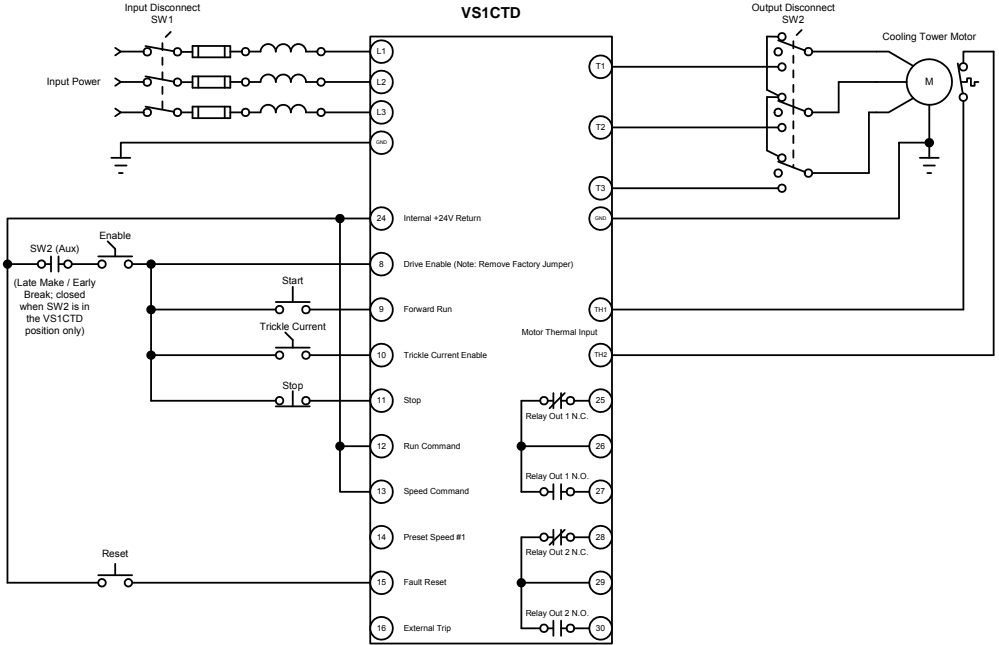 Input Disconnect
SW1
VS1CTD
Output Disconnect
SW2
Cooling Tower Motor
Input Power
L1
L2
L3
GND
T1
T2
T3
GND
M
24 Internal +24V Return
SW2 (Aux)
Enable
(Late Make / Early
Break; closed
when SW2 is in
the VS1CTD
position only)
8 Drive Enable (Note: Remove Factory Jumper)
Start
9 Forward Run
TH1
Trickle Current
Motor Thermal Input
10 Trickle Current Enable
TH2
Stop
11 Stop
25
Relay Out 1 N.C.
12 Run Command
26
Relay Out 1 N.O.
13 Speed Command
27
14 Preset Speed #1
28
Relay Out 2 N.C.
Reset
15 Fault Reset
29
Relay Out 2 N.O.
16 External Trip
30